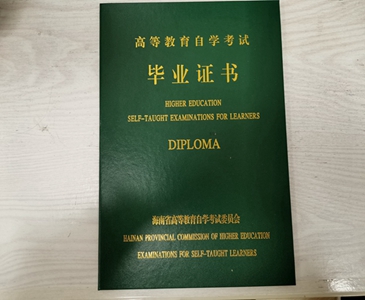 高等教育自学考试
毕业证书
HIGHER EDUCATION
SELF-TAUGHT EXAMINATIONS FOR LEARNERS
DIPLOMA
海南省高等教育自学考试委员会
HAINAN PROVINCIAL COMMISSION OF HIGHER EDUCATION
EXAMINATIONS FOR SELF-TAUGHT LEARNERS